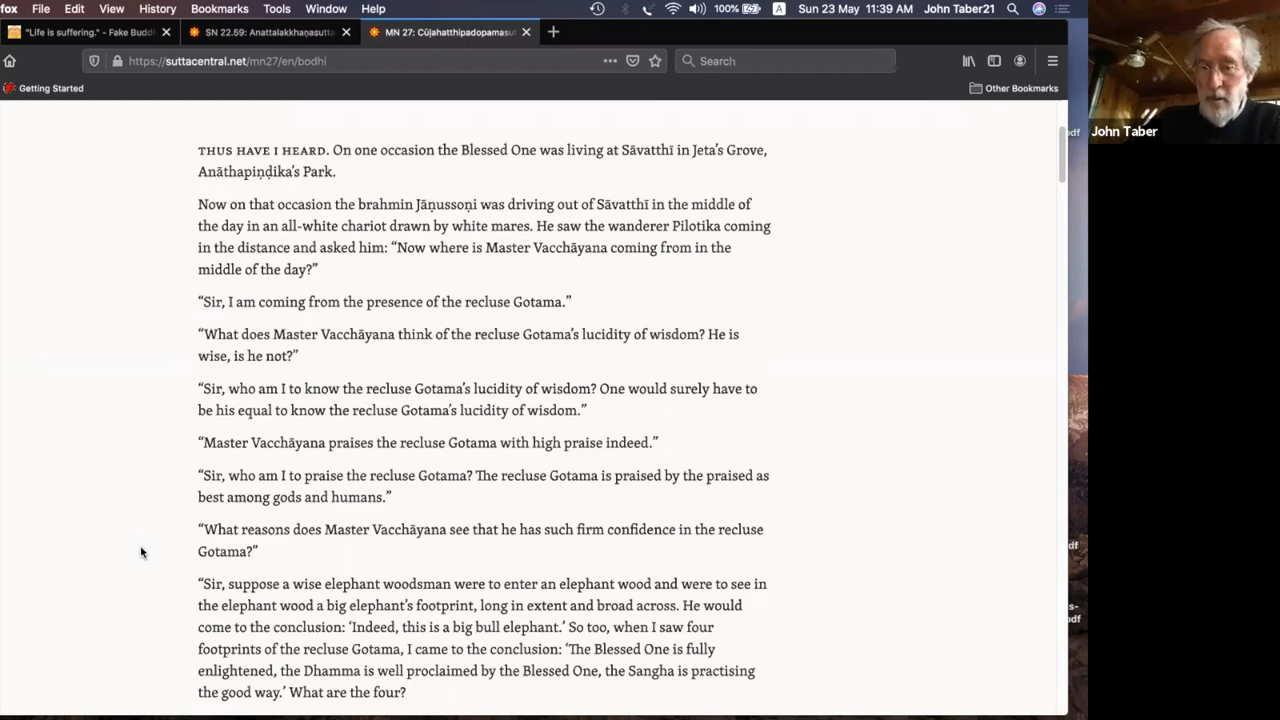 fox File Edit View History Bookmarks Tools Window Help 100% Sun 23 May 11:39 AM John Taber21
"Life is suffering." - Fake Budd
SN 22.59: Anattalakkhaṇasutta
MN 27: Cūḷahatthipadopamasut
https://suttacentral.net/mn27/en/bodhi
Search
Getting Started
Other Bookmarks
John Taber
THUS HAVE I HEARD. On one occasion the Blessed One was living at Sāvatthī in Jeta’s Grove,
Anāthapiṇḍika’s Park.
Now on that occasion the brahmin Jāṇussoṇi was driving out of Sāvatthī in the middle of
the day in an all-white chariot drawn by white mares. He saw the wanderer Pilotika coming
in the distance and asked him: “Now where is Master Vacchāyana coming from in the
middle of the day?”
“Sir, I am coming from the presence of the recluse Gotama.”
“What does Master Vacchāyana think of the recluse Gotama’s lucidity of wisdom? He is
wise, is he not?”
“Sir, who am I to know the recluse Gotama’s lucidity of wisdom? One would surely have to
be his equal to know the recluse Gotama’s lucidity of wisdom.”
“Master Vacchāyana praises the recluse Gotama with high praise indeed.”
“Sir, who am I to praise the recluse Gotama? The recluse Gotama is praised by the praised as
best among gods and humans.”
“What reasons does Master Vacchāyana see that he has such firm confidence in the recluse
Gotama?”
“Sir, suppose a wise elephant woodsman were to enter an elephant wood and were to see in
the elephant wood a big elephant’s footprint, long in extent and broad across. He would
come to the conclusion: ‘Indeed, this is a big bull elephant.’ So too, when I saw four
footprints of the recluse Gotama, I came to the conclusion: ‘The Blessed One is fully
enlightened, the Dhamma is well proclaimed by the Blessed One, the Sangha is practising
the good way.’ What are the four?